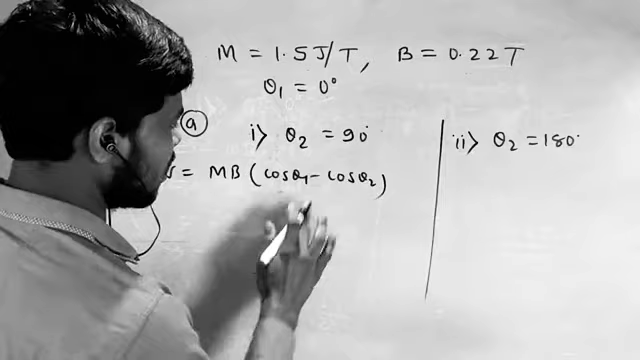 M = 1.5 J/T, B = 0.22 T
θ₁ = 0°
ⓐ i> θ₂ = 90°
= MB (cosθ₁ - cosθ₂)
ii> θ₂ = 180°